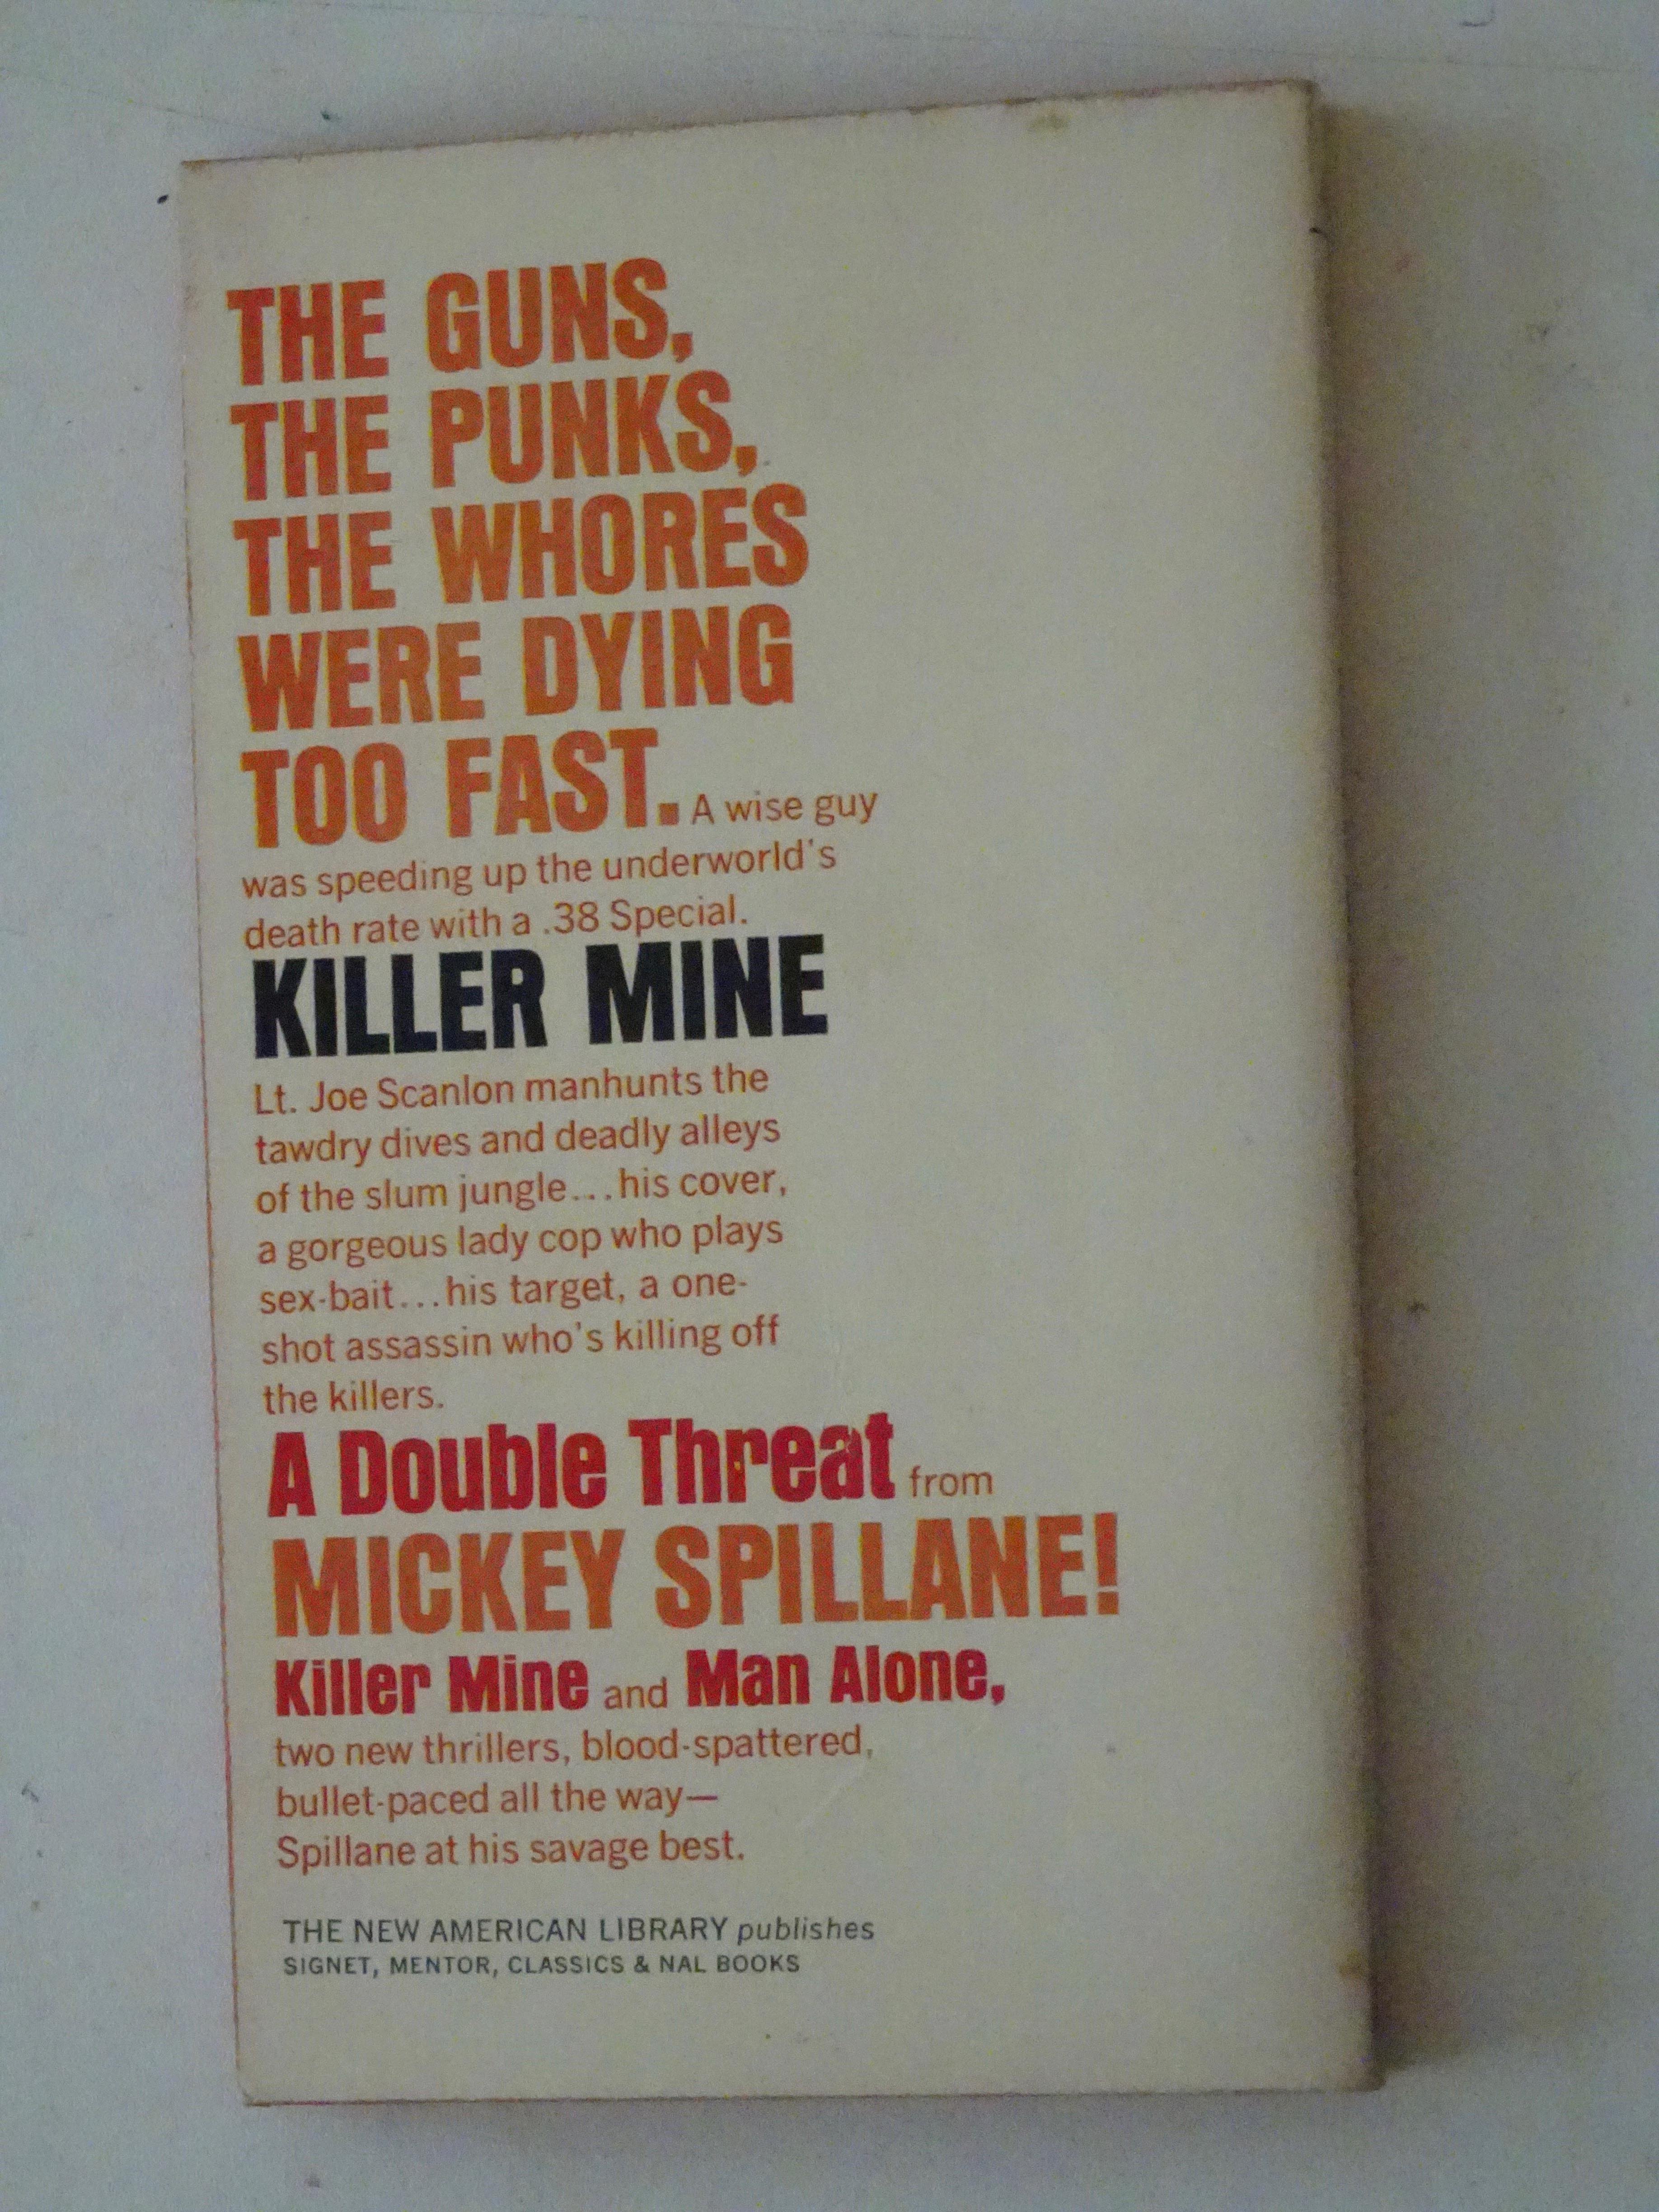 THE GUNS,
THE PUNKS,
THE WHORES
WERE DYING
TOO FAST. A wise guy
was speeding up the underworld's
death rate with a .38 Special.
KILLER MINE
Lt. Joe Scanlon manhunts the
tawdry dives and deadly alleys
of the slum jungle...his cover,
a gorgeous lady cop who plays
sex-bait...his target, a one-
shot assassin who's killing off
the killers.
A Double Threat from
MICKEY SPILLANE!
Killer Mine and Man Alone,
two new thrillers, blood-spattered,
bullet-paced all the way—
Spillane at his savage best.
THE NEW AMERICAN LIBRARY publishes
SIGNET, MENTOR, CLASSICS & NAL BOOKS